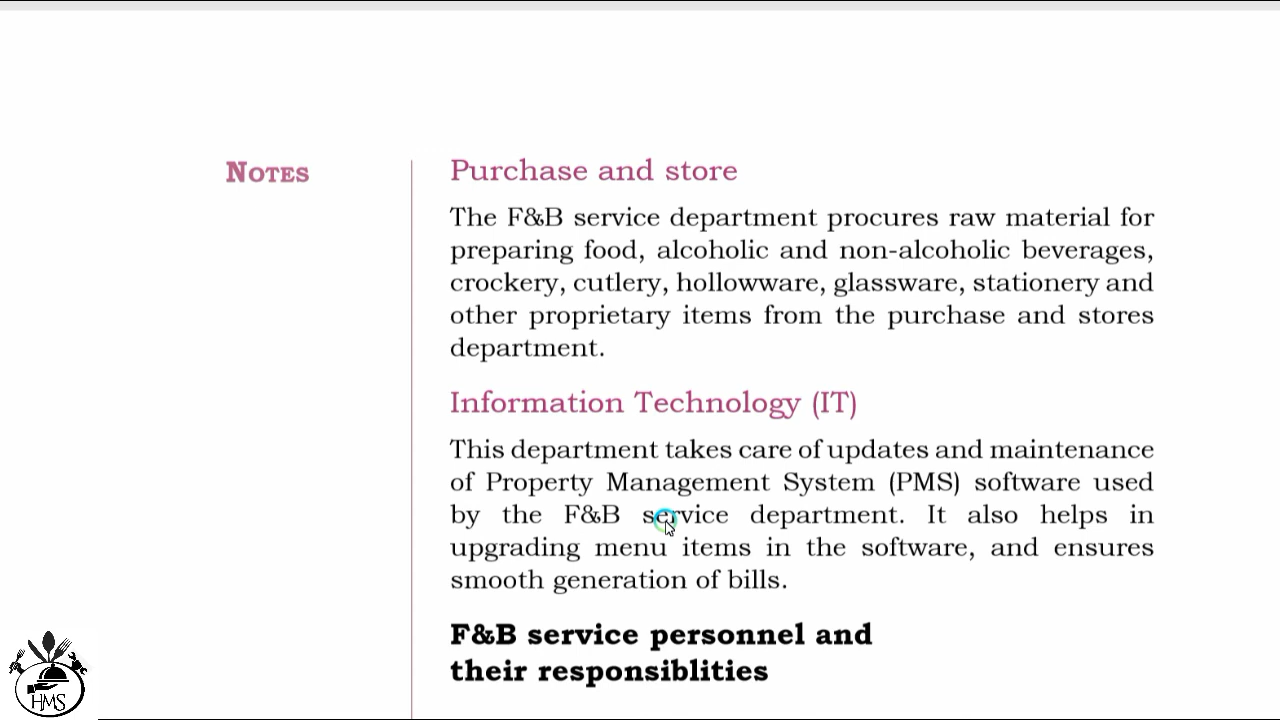 NOTES
Purchase and store
The F&B service department procures raw material for
preparing food, alcoholic and non-alcoholic beverages,
crockery, cutlery, hollowware, glassware, stationery and
other proprietary items from the purchase and stores
department.
Information Technology (IT)
This department takes care of updates and maintenance
of Property Management System (PMS) software used
by the F&B service department. It also helps in
upgrading menu items in the software, and ensures
smooth generation of bills.
F&B service personnel and
their responsiblities
HMS